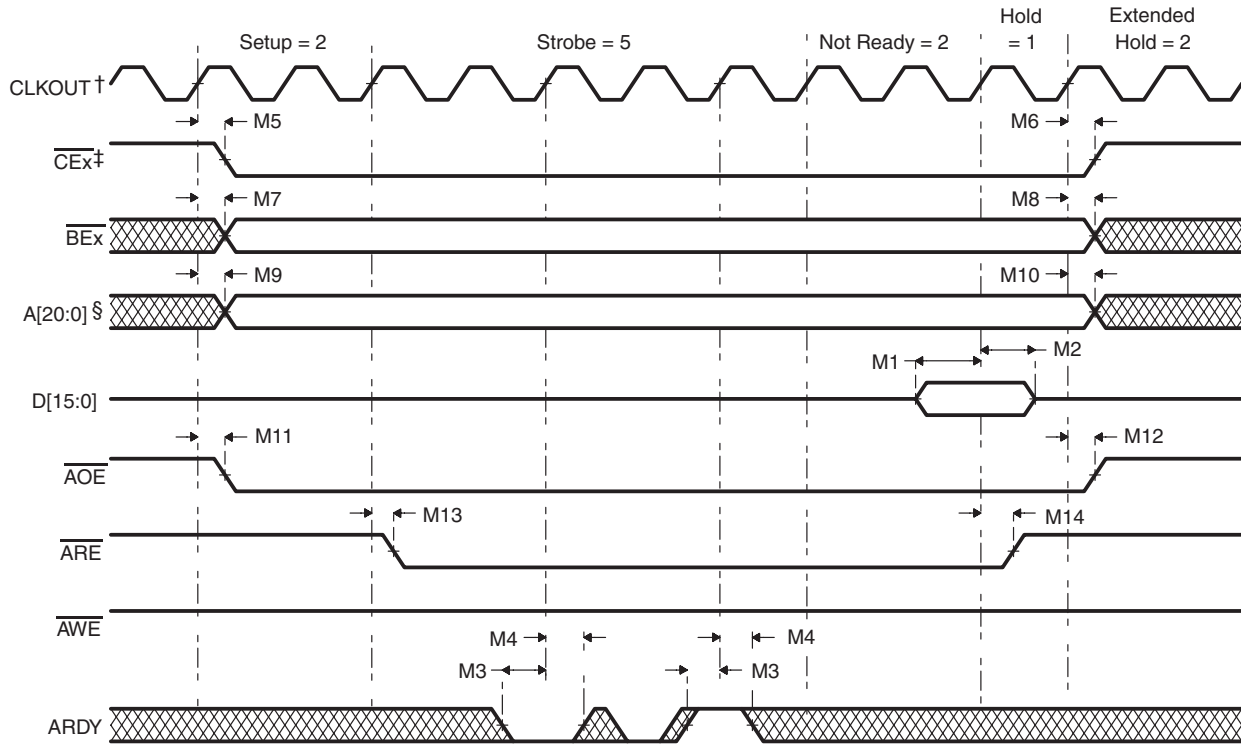 Setup = 2
Strobe = 5
Not Ready = 2
Hold
= 1
Extended
Hold = 2
CLKOUT †
M5
M6
CEx‡
M7
M8
BEx
M9
M10
A[20:0] §
M1
M2
D[15:0]
M11
M12
AOE
M13
M14
ARE
AWE
M4
M4
M3
M3
ARDY